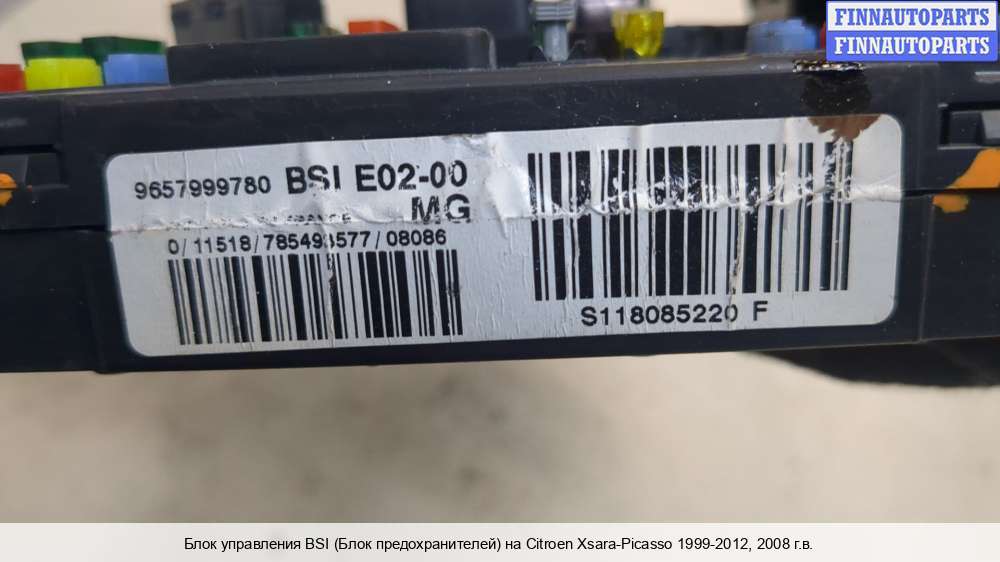 FINNAUTOPARTS
FINNAUTOPARTS
9657999780 BSI E02-00
MG
0/11518/785493577/08086
S118085220 F
Блок управления BSI (Блок предохранителей) на Citroen Xsara-Picasso 1999-2012, 2008 г.в.